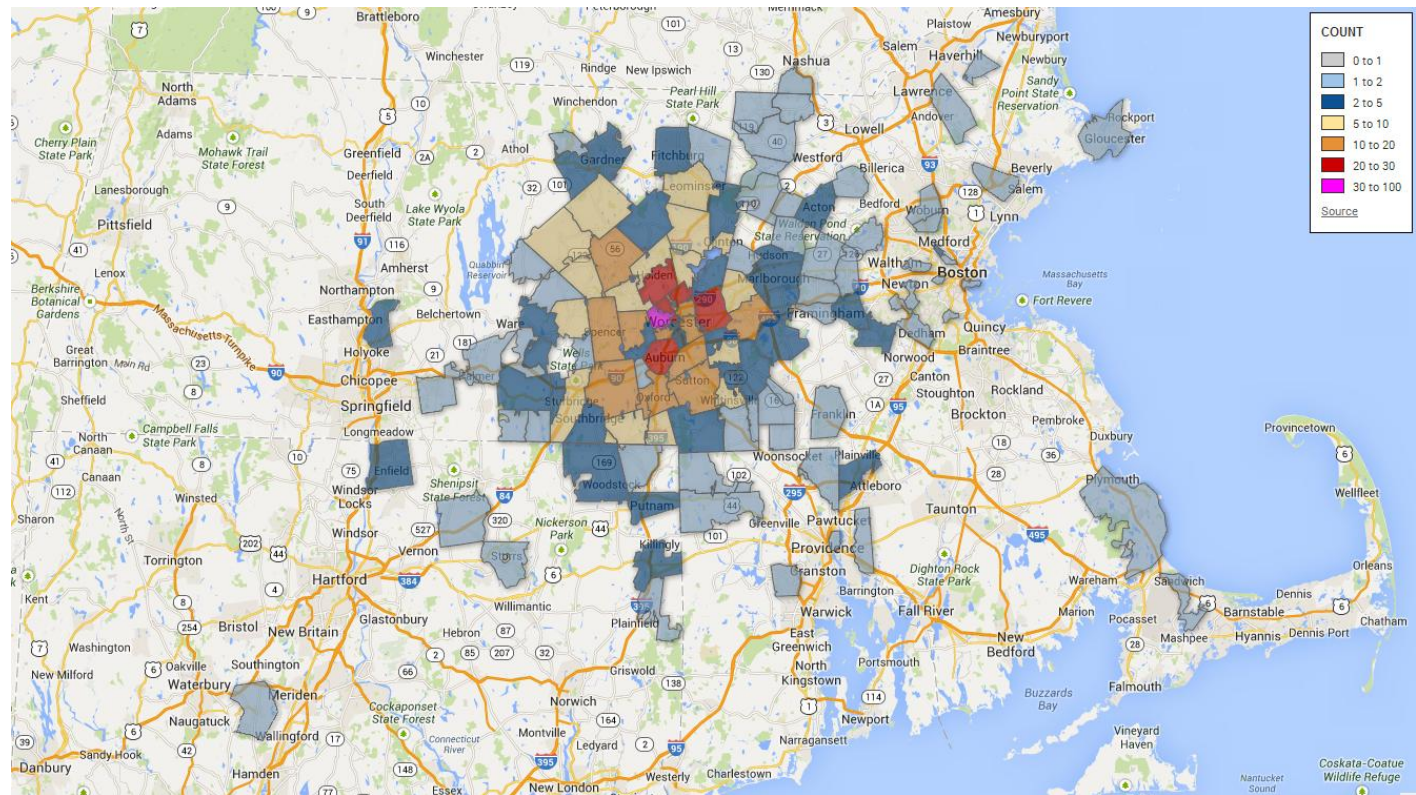 COUNT
0 to 1
1 to 2
2 to 5
5 to 10
10 to 20
20 to 30
30 to 100
Source
Brattleboro
Merrimack
Amesbury
Plaistow
Newburyport
Winchester
Rindge
New Ipswich
Nashua
Salem
Haverhill
Newbury
North
Adams
Winchendon
Pearl Hill
State Park
Lawrence
Sandy
Point State
Reservation
Cherry Plain
State Park
Adams
Mohawk Trail
State Forest
Greenfield
Deerfield
Athol
Gardner
Fitchburg
Lowell
Andover
Rockport
Gloucester
Westford
Billerica
Beverly
Salem
Lanesborough
South
Deerfield
Lake Wyola
State Park
Leominster
Acton
Bedford
Woburn
Lynn
Pittsfield
Amherst
Quabbin
Reservoir
Clinton
Walden Pond
State Reservation
Medford
Lenox
Holden
Hudson
Waltham
Boston
Massachusetts
Bay
Berkshire
Botanical
Gardens
Northampton
Marlborough
Newton
Fort Revere
Easthampton
Belchertown
Ware
Spencer
Worcester
Framingham
Dedham
Quincy
Massachusetts Turnpike
Holyoke
Wells
State Park
Auburn
Norwood
Braintree
Great
Barrington
Main Rd
Chicopee
Palmer
Sutton
Canton
Sheffield
Springfield
Sturbridge
Oxford
Whitinsville
Stoughton
Rockland
Southbridge
Franklin
Brockton
Pembroke
North
Canaan
Campbell Falls
State Park
Longmeadow
Duxbury
Provincetown
Canaan
Enfield
Woonsocket
Plainville
Attleboro
Plymouth
Winsted
Windsor
Locks
Shenipsit
State Forest
Woodstock
Putnam
Wellfleet
Sharon
North St
Windsor
Nickerson
Park
Greenville
Pawtucket
Taunton
Torrington
Vernon
Storrs
Killingly
Providence
Cranston
Dighton Rock
State Park
Wareham
Sandwich
Orleans
Kent
Hartford
Willimantic
Barrington
Dennis
Barnstable
Bristol
New Britain
Glastonbury
Plainfield
Warwick
Fall River
Marion
Pocasset
Chatham
Washington
Hebron
East
Greenwich
New
Bedford
Mashpee
Hyannis
Dennis Port
New Milford
Oakville
Waterbury
Southington
Meriden
Griswold
North
Kingstown
Portsmouth
Falmouth
Naugatuck
Cockaponset
State Forest
Norwich
Buzzards
Bay
Wallingford
Montville
Ledyard
Newport
Narragansett
Vineyard
Haven
Sandy Hook
Connecticut
River
Danbury
Hamden
Essex
New London
Westerly
Charlestown
Nantucket
Sound
Coskata-Coatue
Wildlife Refuge